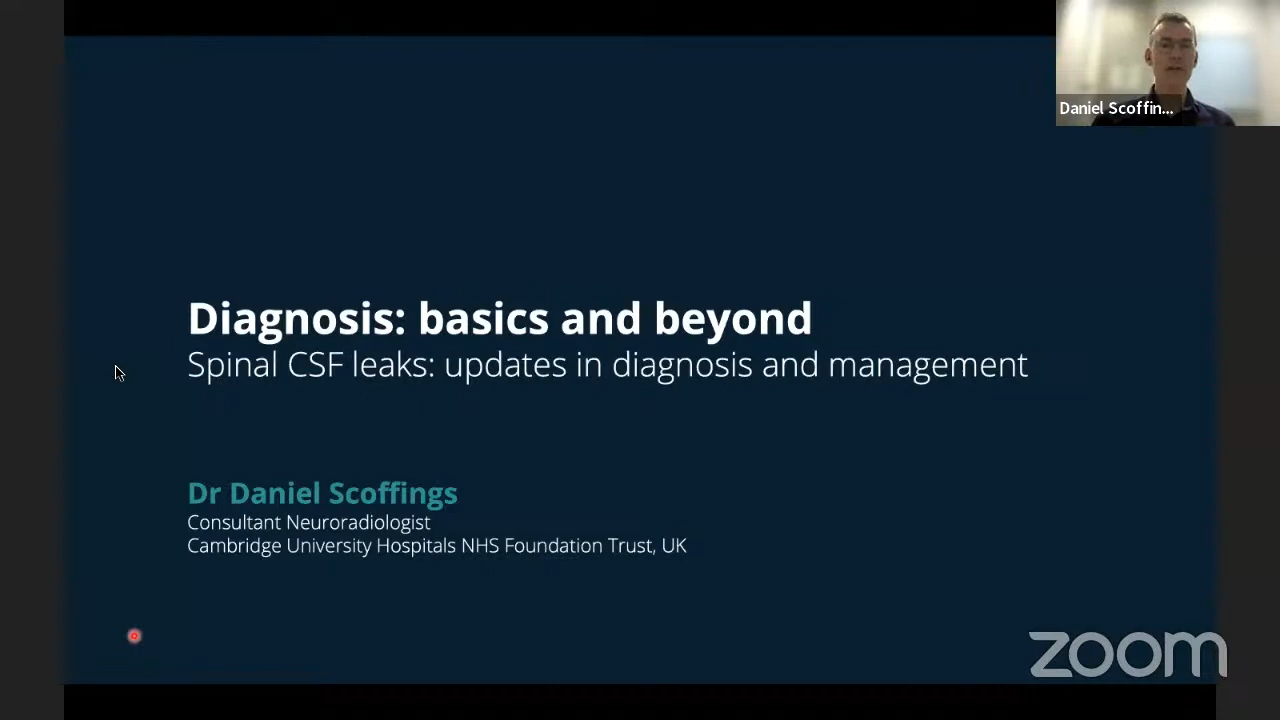 Daniel Scoffin...
Diagnosis: basics and beyond
Spinal CSF leaks: updates in diagnosis and management
Dr Daniel Scoffings
Consultant Neuroradiologist
Cambridge University Hospitals NHS Foundation Trust, UK
zoom